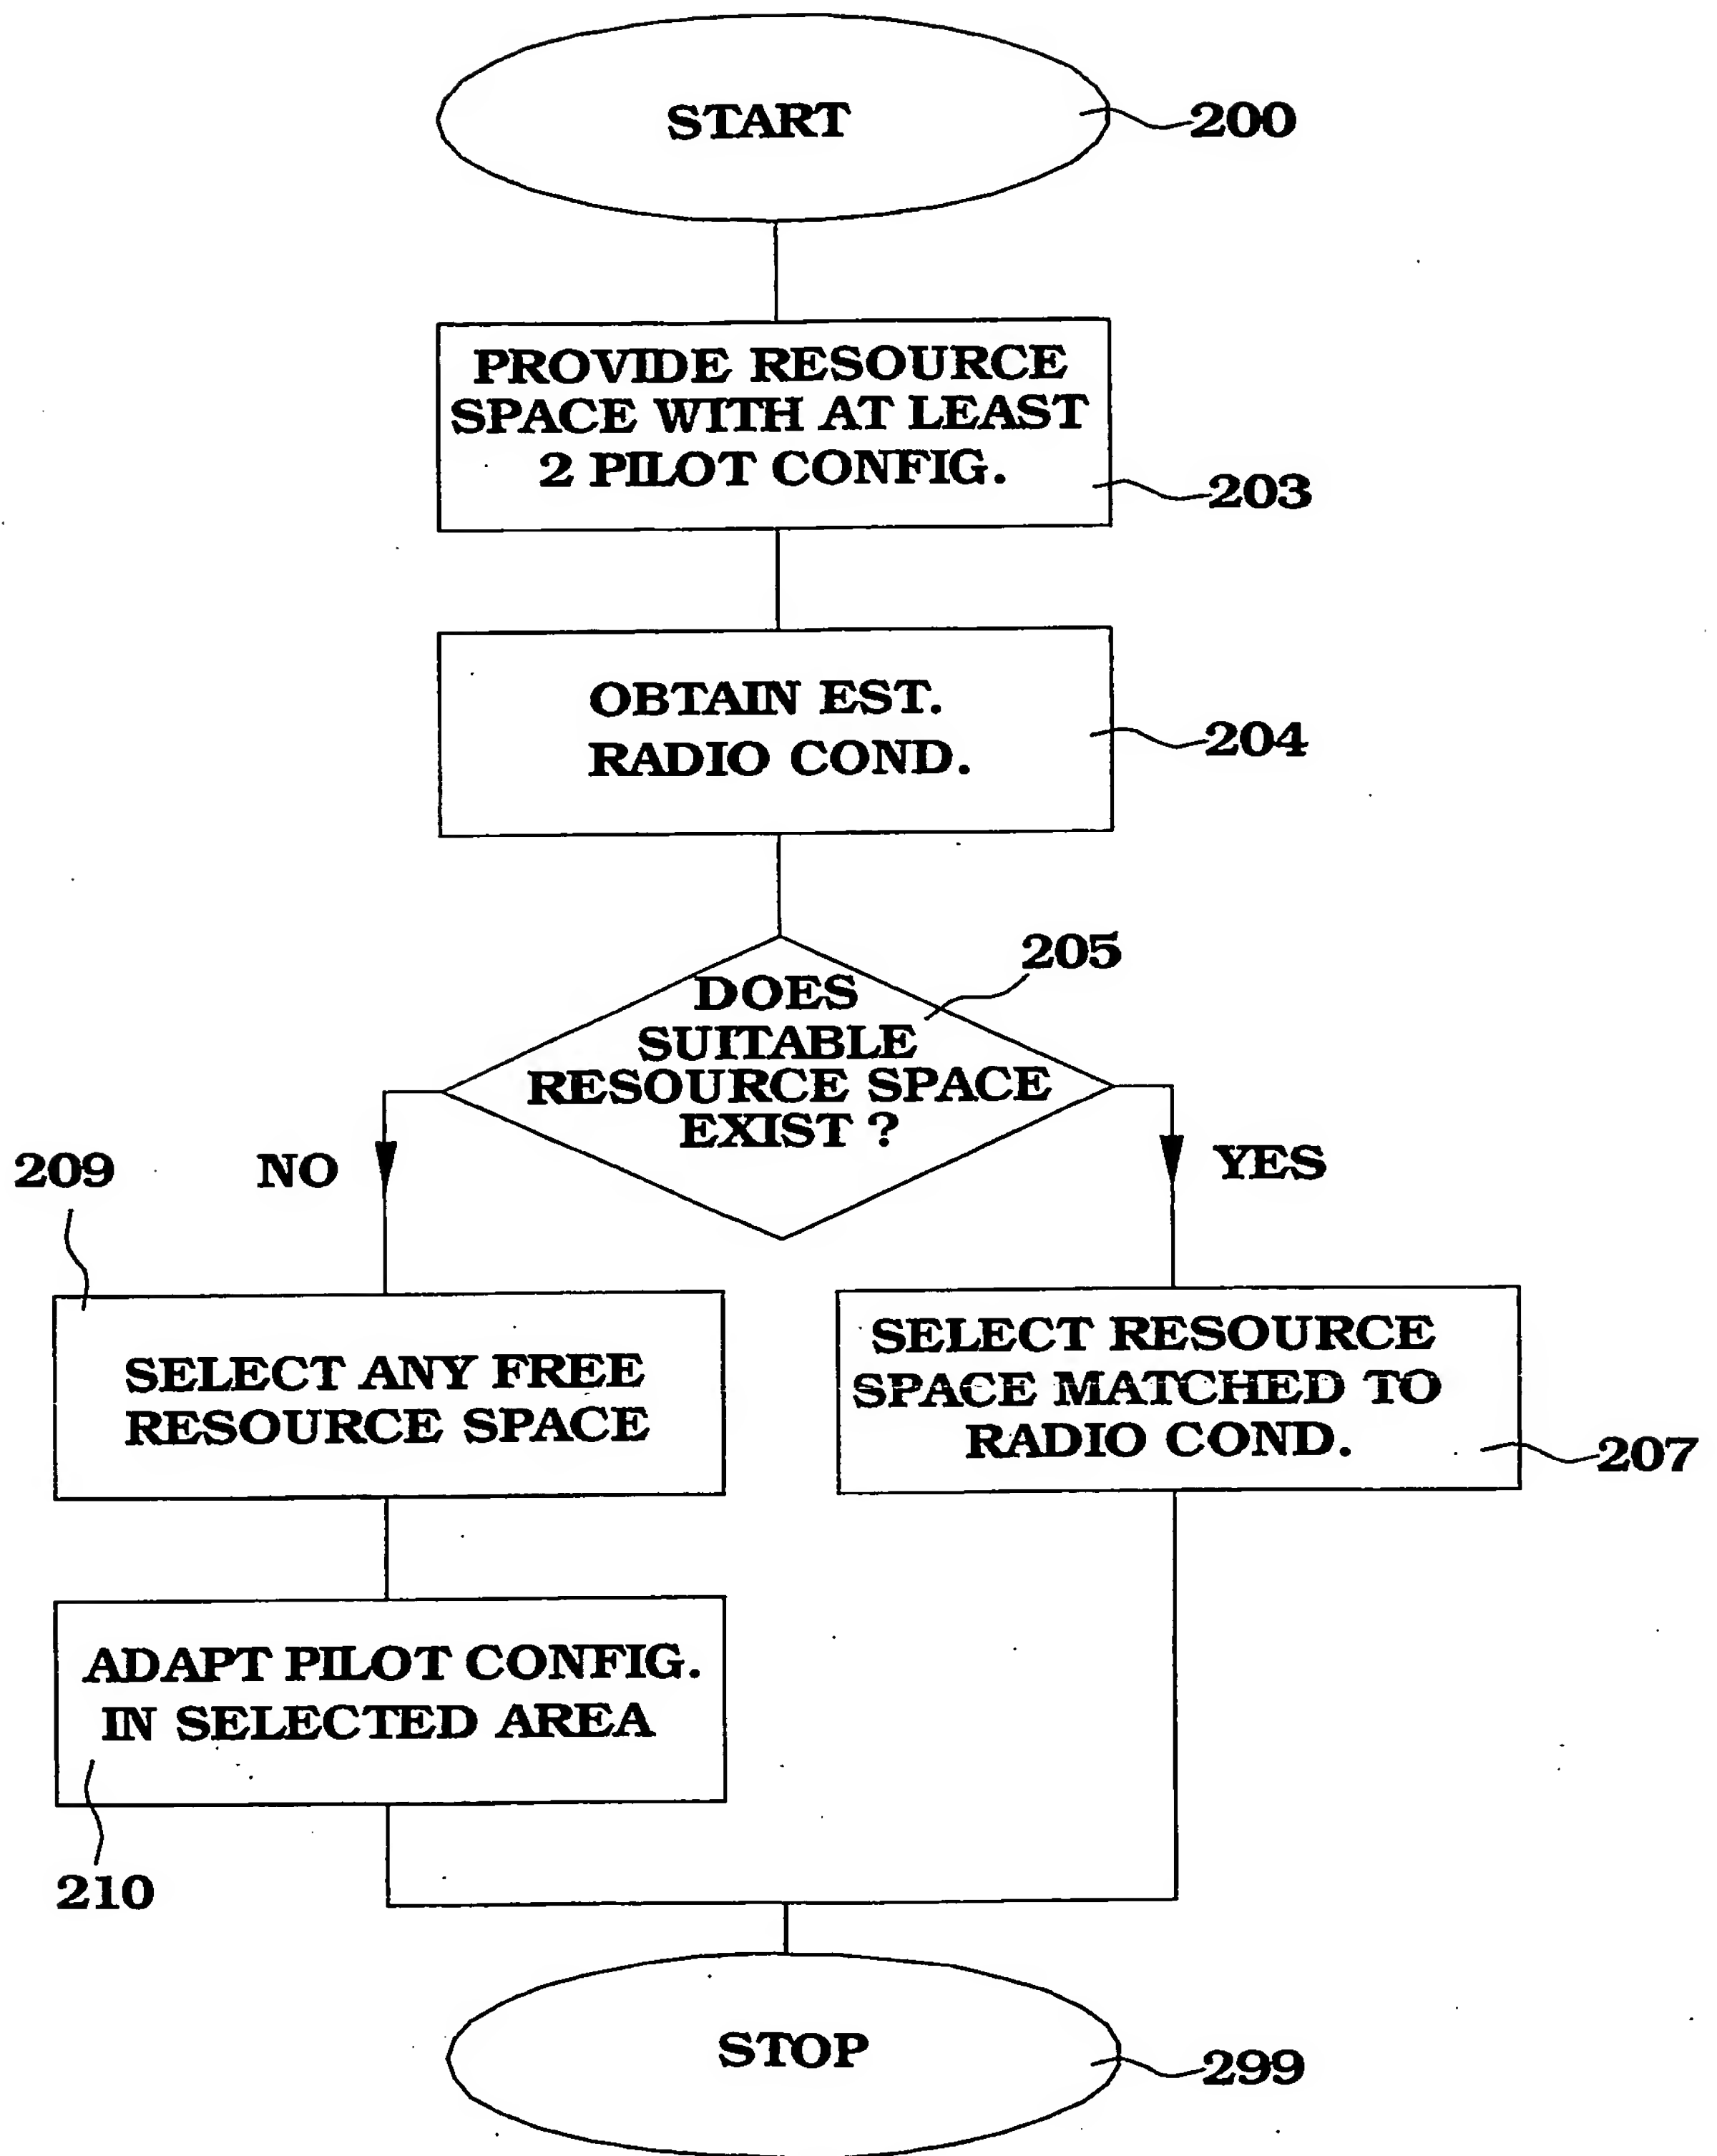 START
200
PROVIDE RESOURCE
SPACE WITH AT LEAST
2 PILOT CONFIG.
203
OBTAIN EST.
RADIO COND.
204
205
DOES
SUITABLE
RESOURCE SPACE
EXIST ?
209
NO
YES
SELECT ANY FREE
RESOURCE SPACE
SELECT RESOURCE
SPACE MATCHED TO
RADIO COND.
207
ADAPT PILOT CONFIG.
IN SELECTED AREA
210
STOP
299